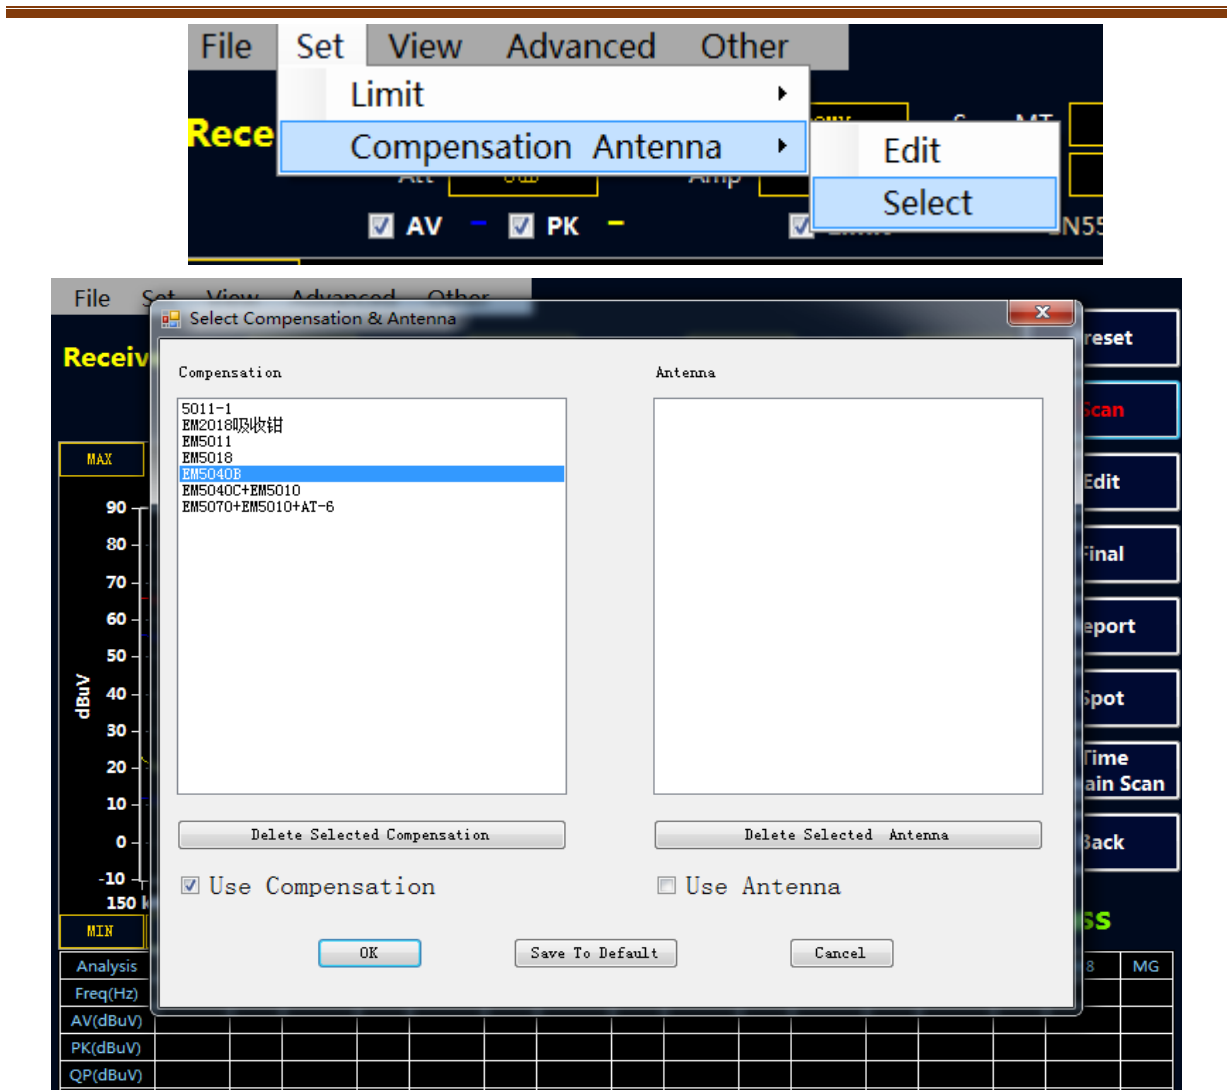 File Set View Advanced Other
Limit
Rece
Compensation Antenna
Edit
Select
AV PK
File
Select Compensation & Antenna
Receiv
reset
Compensation Antenna
5011-1
EM2018吸收钳
EM5011
EM5018
EM5040B
EM5040C+EM5010
EM5070+EM5010+AT-6
Scan
MAX
Edit
90
80
Final
70
60
eport
50
dBuV
40
Spot
30
20
Time
ain Scan
10
0
Delete Selected Compensation Delete Selected Antenna
Back
-10
Use Compensation Use Antenna
150 k
ss
MIN
OK Save To Default Cancel
Analysis 8 MG
Freq(Hz)
AV(dBuV)
PK(dBuV)
QP(dBuV)